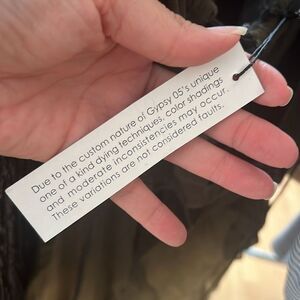 Due to the custom nature of Gypsy 05's unique
one of a kind dying techniques, color shadings
and moderate inconsistencies may occur.
These variations are not considered faults.